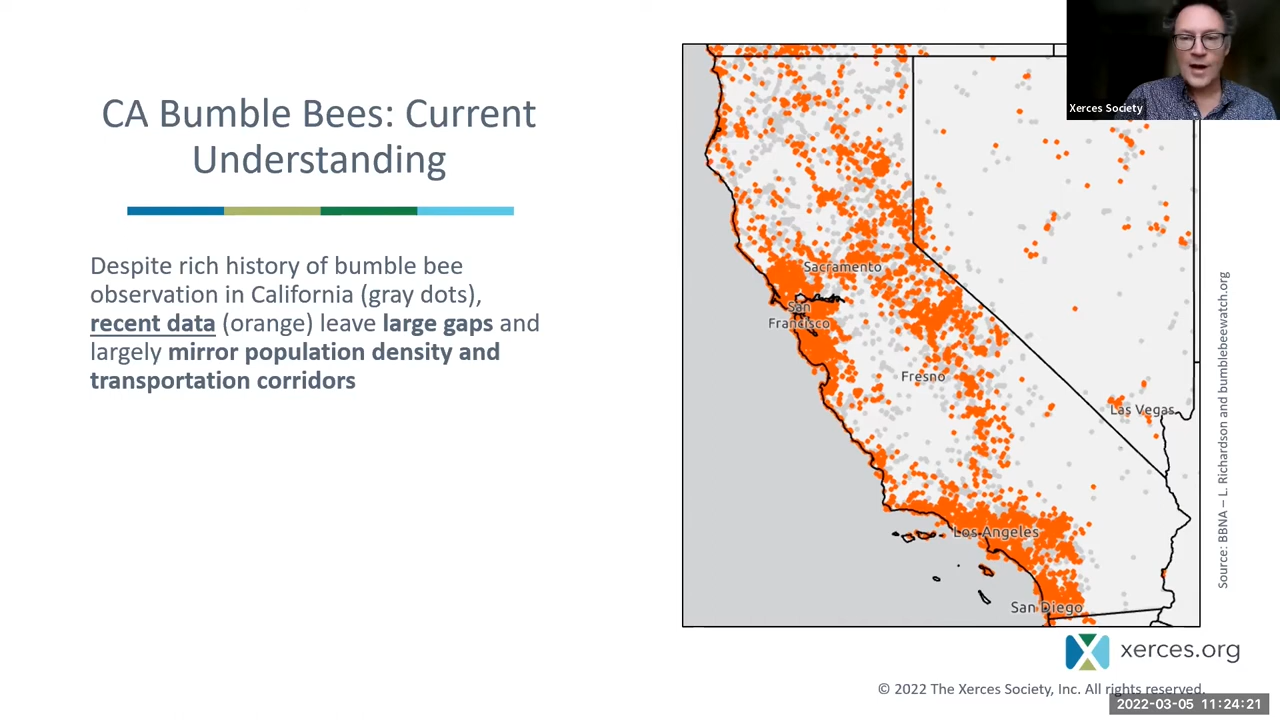 Xerces Society
CA Bumble Bees: Current
Understanding
Despite rich history of bumble bee
observation in California (gray dots),
recent data (orange) leave large gaps and
largely mirror population density and
transportation corridors
Sacramento
San
Francisco
Fresno
Las Vegas
Los Angeles
San Diego
Source: BBNA – L. Richardson and bumblebeewatch.org
xerces.org
© 2022 The Xerces Society, Inc. All rights reserved.
2022-03-05 11:24:21